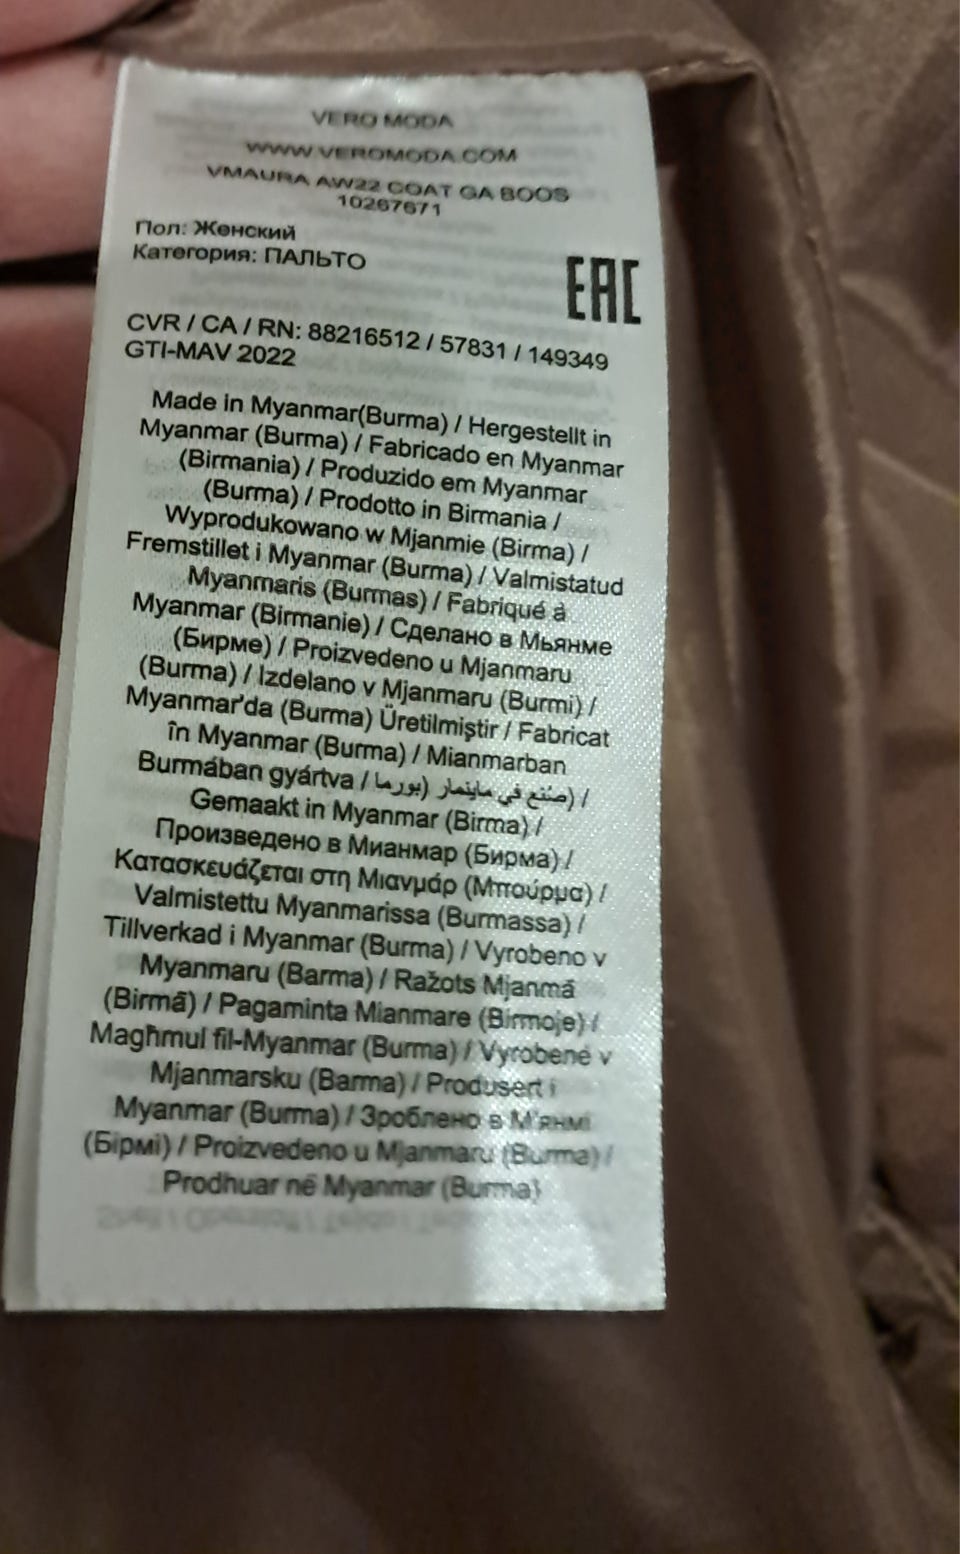 VERO MODA
WWW.VEROMODA.COM
VMAURA AW22 COAT GA BOOS
10267671
Пол: Женский
Категория: ПАЛЬТО
EAC
CVR / CA / RN: 88216512 / 57831 / 149349
GTI-MAV 2022
Made in Myanmar(Burma) / Hergestellt in
Myanmar (Burma) / Fabricado en Myanmar
(Birmania) / Produzido em Myanmar
(Burma) / Prodotto in Birmania /
Wyprodukowano w Mjanmie (Birma) /
Fremstillet i Myanmar (Burma) / Valmistatud
Myanmaris (Burmas) / Fabriqué à
Myanmar (Birmanie) / Сделано в Мьянме
(Бирме) / Proizvedeno u Mjanmaru
(Burma) / Izdelano v Mjanmaru (Burmi) /
Myanmar'da (Burma) Üretilmiştir / Fabricat
în Myanmar (Burma) / Mianmarban
Burmában gyártva / صُنع في ماينمار (بورما) /
Gemaakt in Myanmar (Birma) /
Произведено в Мианмар (Бирма) /
Κατασκευάζεται στη Μιανμάρ (Μπούρμα) /
Valmistettu Myanmarissa (Burmassa) /
Tillverkad i Myanmar (Burma) / Vyrobeno v
Myanmaru (Barma) / Ražots Mjanmā
(Birmā) / Pagaminta Mianmare (Birmoje) /
Magħmul fil-Myanmar (Burma) / Vyrobené v
Mjanmarsku (Barma) / Produsert i
Myanmar (Burma) / Зроблено в М'янмі
(Бірмі) / Proizvedeno u Mjanmaru (Burma) /
Prodhuar në Myanmar (Burma)